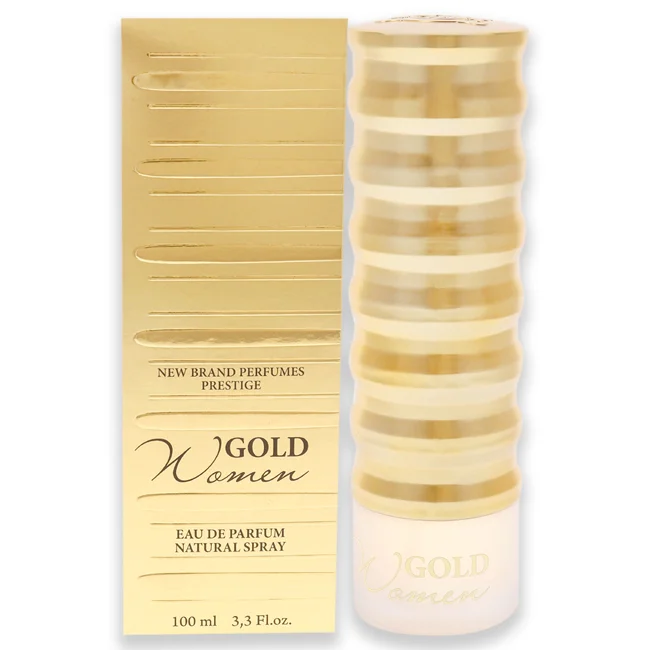 NEW BRAND PERFUMES
PRESTIGE
GOLD
Women
EAU DE PARFUM
NATURAL SPRAY
100 ml 3,3 Fl.oz.
GOLD
Women